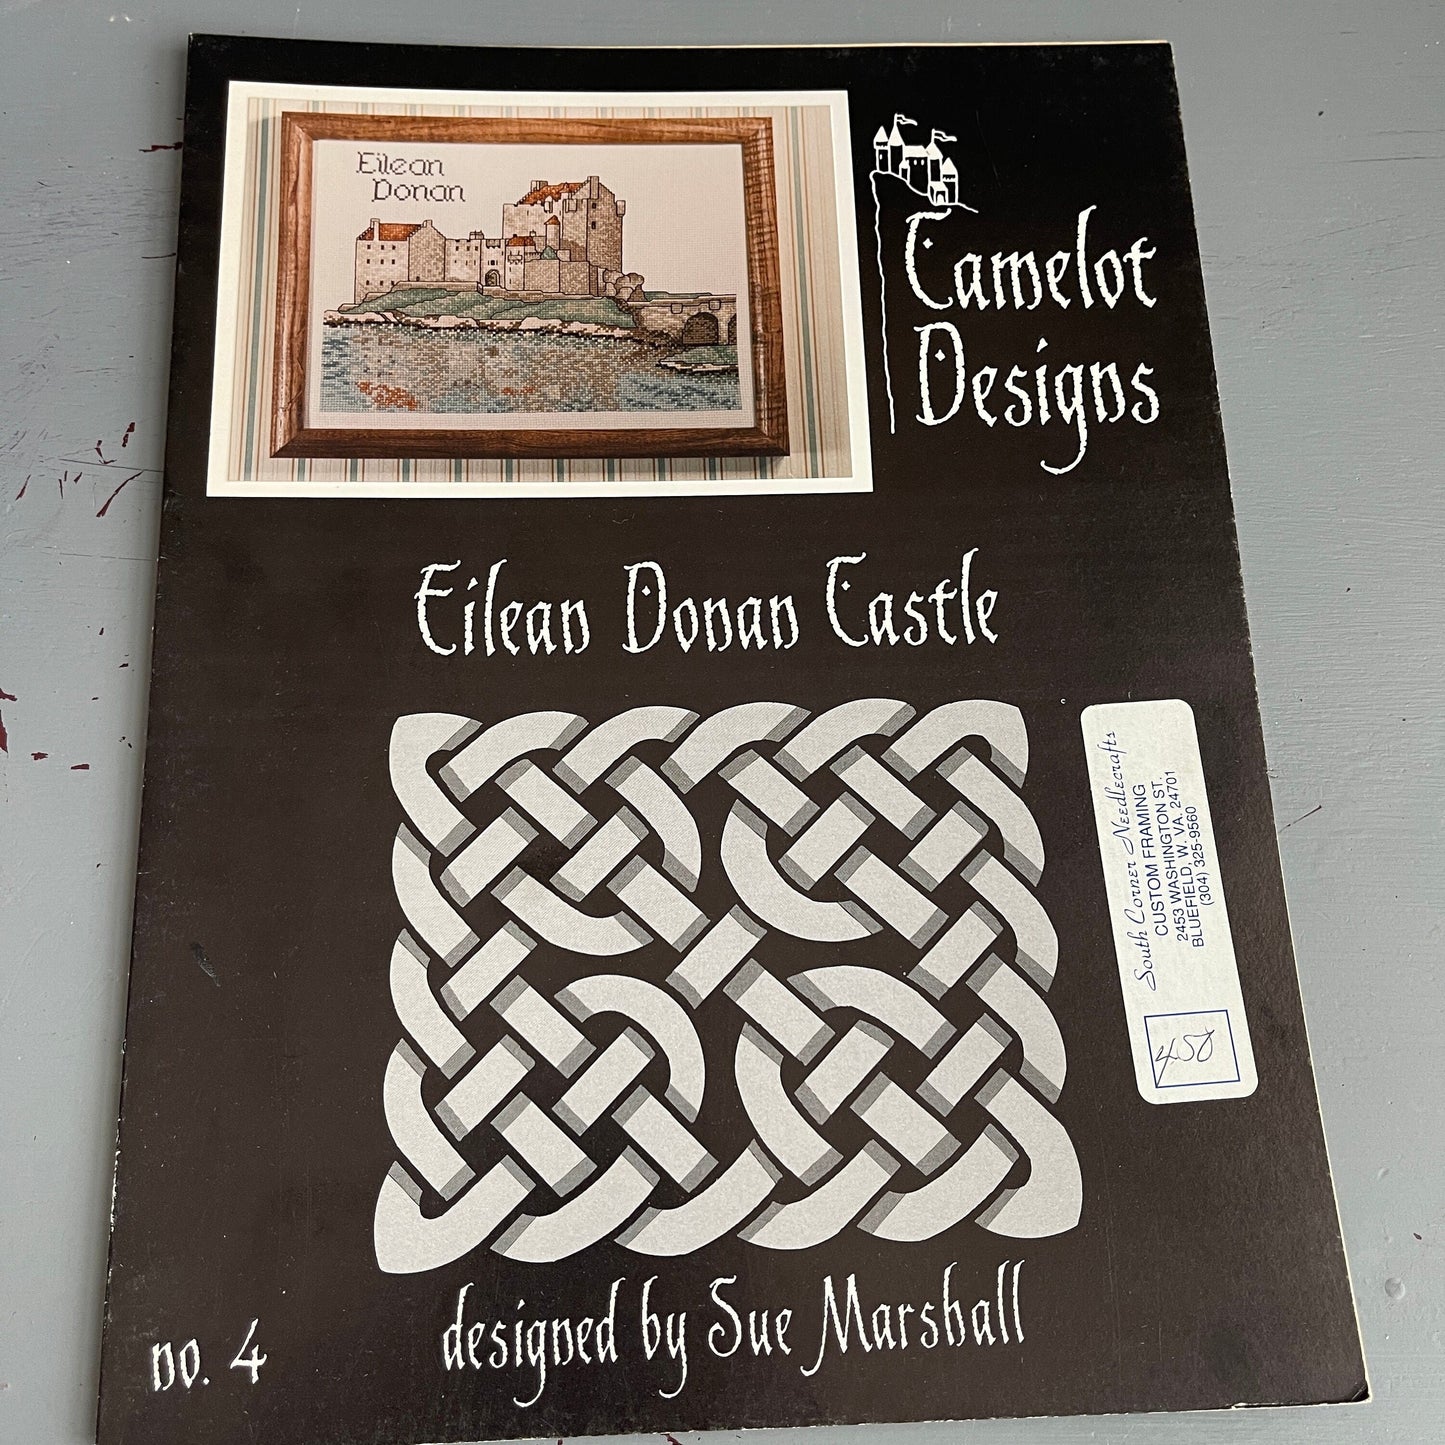 Eilean
Donan
Camelot
Designs
Eilean Donan Castle
South Corner Needlecrafts
CUSTOM FRAMING
2453 WASHINGTON ST.
BLUEFIELD, W. VA. 24701
(304) 325-9560
450
no. 4
designed by Sue Marshall